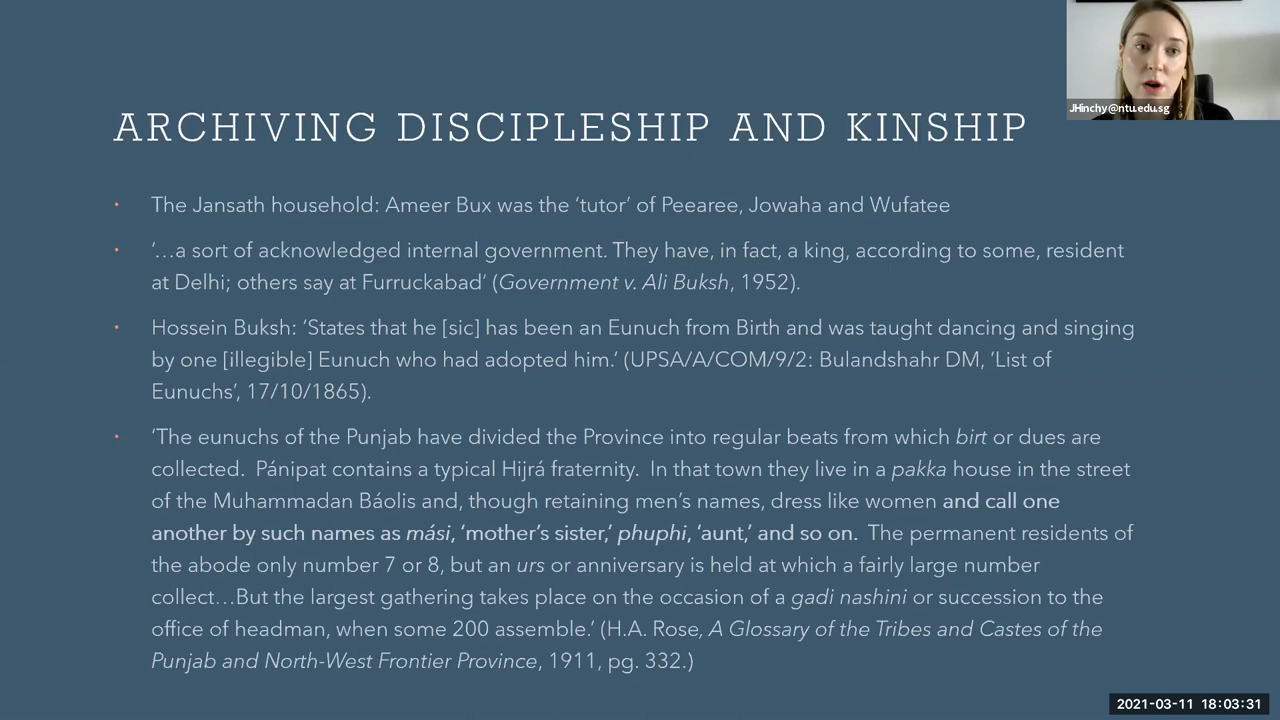 JHinchy@ntu.edu.sg
ARCHIVING DISCIPLESHIP AND KINSHIP
• The Jansath household: Ameer Bux was the ‘tutor’ of Peearee, Jowaha and Wufatee
• ‘…a sort of acknowledged internal government. They have, in fact, a king, according to some, resident
at Delhi; others say at Furruckabad’ (Government v. Ali Buksh, 1952).
• Hossein Buksh: ‘States that he [sic] has been an Eunuch from Birth and was taught dancing and singing
by one [illegible] Eunuch who had adopted him.’ (UPSA/A/COM/9/2: Bulandshahr DM, ‘List of
Eunuchs’, 17/10/1865).
• ‘The eunuchs of the Punjab have divided the Province into regular beats from which birt or dues are
collected. Pánipat contains a typical Hijrá fraternity. In that town they live in a pakka house in the street
of the Muhammadan Báolis and, though retaining men’s names, dress like women and call one
another by such names as mási, ‘mother’s sister,’ phuphi, ‘aunt,’ and so on. The permanent residents of
the abode only number 7 or 8, but an urs or anniversary is held at which a fairly large number
collect…But the largest gathering takes place on the occasion of a gadi nashini or succession to the
office of headman, when some 200 assemble.’ (H.A. Rose, A Glossary of the Tribes and Castes of the
Punjab and North-West Frontier Province, 1911, pg. 332.)
2021-03-11 18:03:31